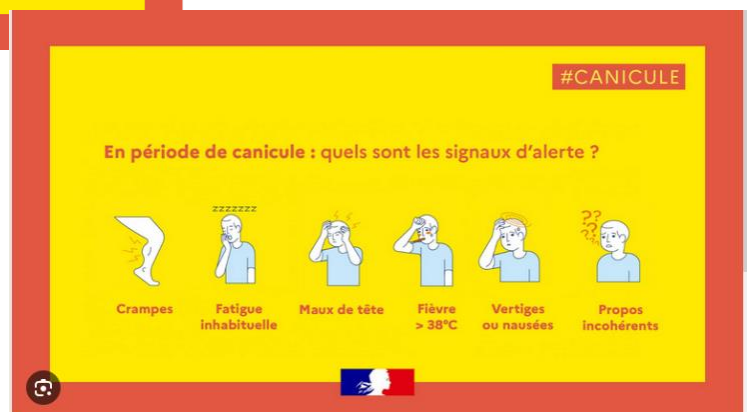 #CANICULE
En période de canicule : quels sont les signaux d'alerte ?
zzzzzzz
??
??
Crampes
Fatigue
inhabituelle
Maux de tête
Fièvre
> 38°C
Vertiges
ou nausées
Propos
incohérents